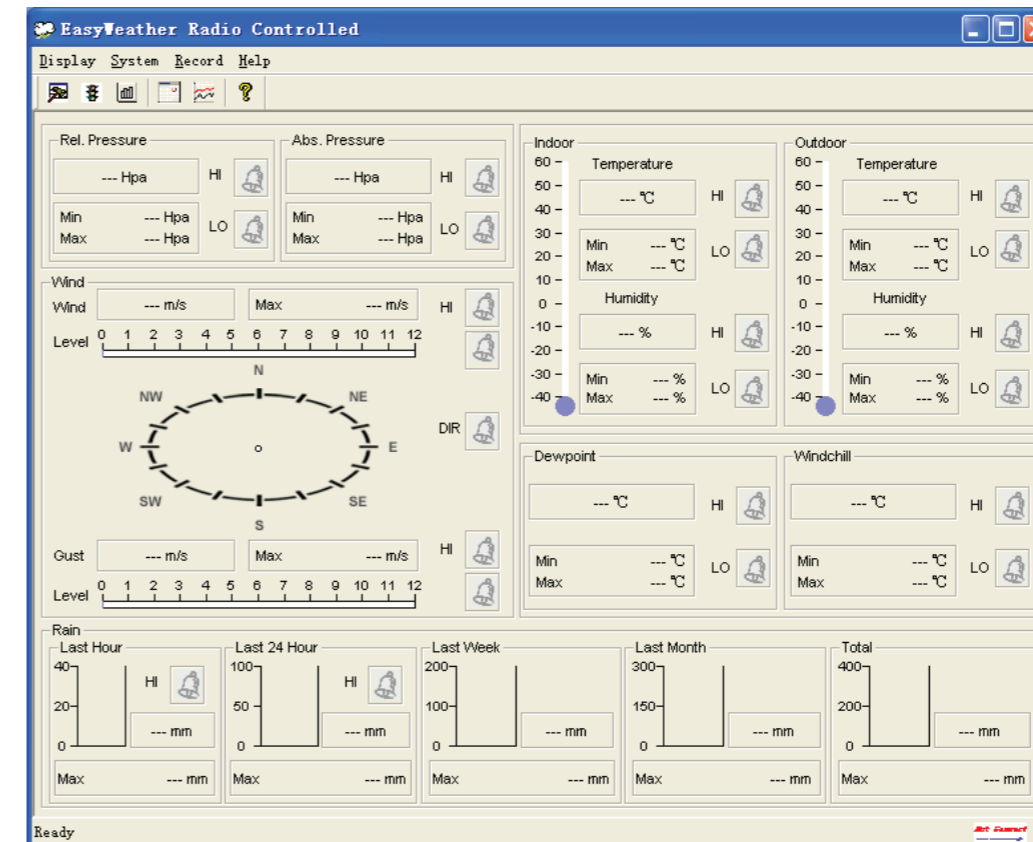 EasyWeather Radio Controlled
Display System Record Help
Rel. Pressure
--- Hpa
HI
Min --- Hpa
Max --- Hpa
LO
Abs. Pressure
--- Hpa
HI
Min --- Hpa
Max --- Hpa
LO
Wind
Wind --- m/s Max --- m/s HI
Level 0 1 2 3 4 5 6 7 8 9 10 11 12
N
NW NE
W E
DIR
SW SE
S
Gust --- m/s Max --- m/s HI
Level 0 1 2 3 4 5 6 7 8 9 10 11 12
Indoor
60
50
40
30
20
10
0
-10
-20
-30
-40
Temperature
--- ℃
HI
Min --- ℃
Max --- ℃
LO
Humidity
--- %
HI
Min --- %
Max --- %
LO
Outdoor
60
50
40
30
20
10
0
-10
-20
-30
-40
Temperature
--- ℃
HI
Min --- ℃
Max --- ℃
LO
Humidity
--- %
HI
Min --- %
Max --- %
LO
Dewpoint
--- ℃
HI
Min --- ℃
Max --- ℃
LO
Windchill
--- ℃
HI
Min --- ℃
Max --- ℃
LO
Rain
Last Hour
40
20
0
HI
--- mm
Max --- mm
Last 24 Hour
100
50
0
HI
--- mm
Max --- mm
Last Week
200
100
0
--- mm
Max --- mm
Last Month
300
150
0
--- mm
Max --- mm
Total
400
200
0
--- mm
Max --- mm
Ready